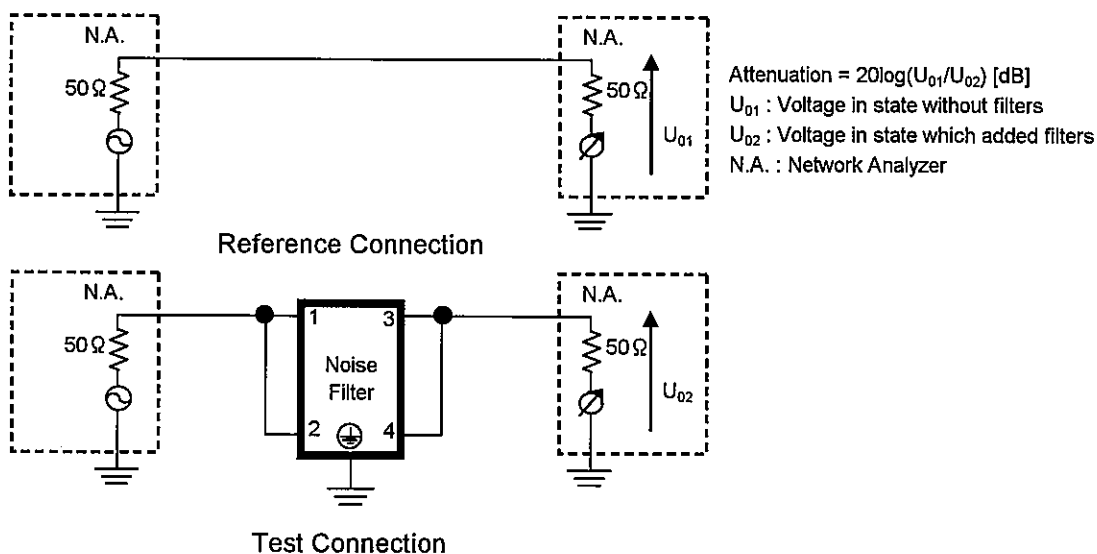 N.A.
50Ω
N.A.
50Ω
U01
Attenuation = 20log(U01/U02) [dB]
U01 : Voltage in state without filters
U02 : Voltage in state which added filters
N.A. : Network Analyzer
Reference Connection
N.A.
50Ω
1 3
Noise
Filter
2 4
N.A.
50Ω
U02
Test Connection